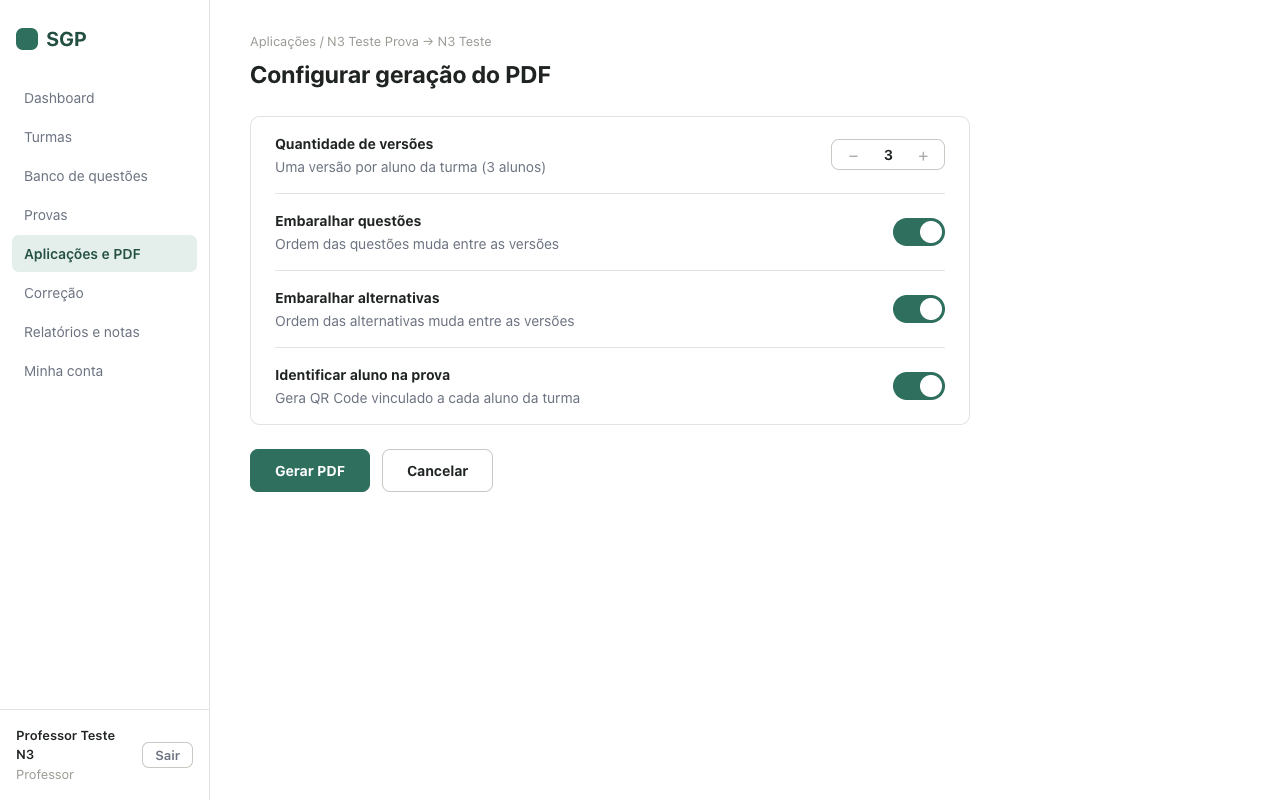 SGP
Dashboard
Turmas
Banco de questões
Provas
Aplicações e PDF
Correção
Relatórios e notas
Minha conta
Professor Teste
N3
Professor
Sair
Aplicações / N3 Teste Prova → N3 Teste
Configurar geração do PDF
Quantidade de versões
Uma versão por aluno da turma (3 alunos)
− 3 +
Embaralhar questões
Ordem das questões muda entre as versões
Embaralhar alternativas
Ordem das alternativas muda entre as versões
Identificar aluno na prova
Gera QR Code vinculado a cada aluno da turma
Gerar PDF
Cancelar